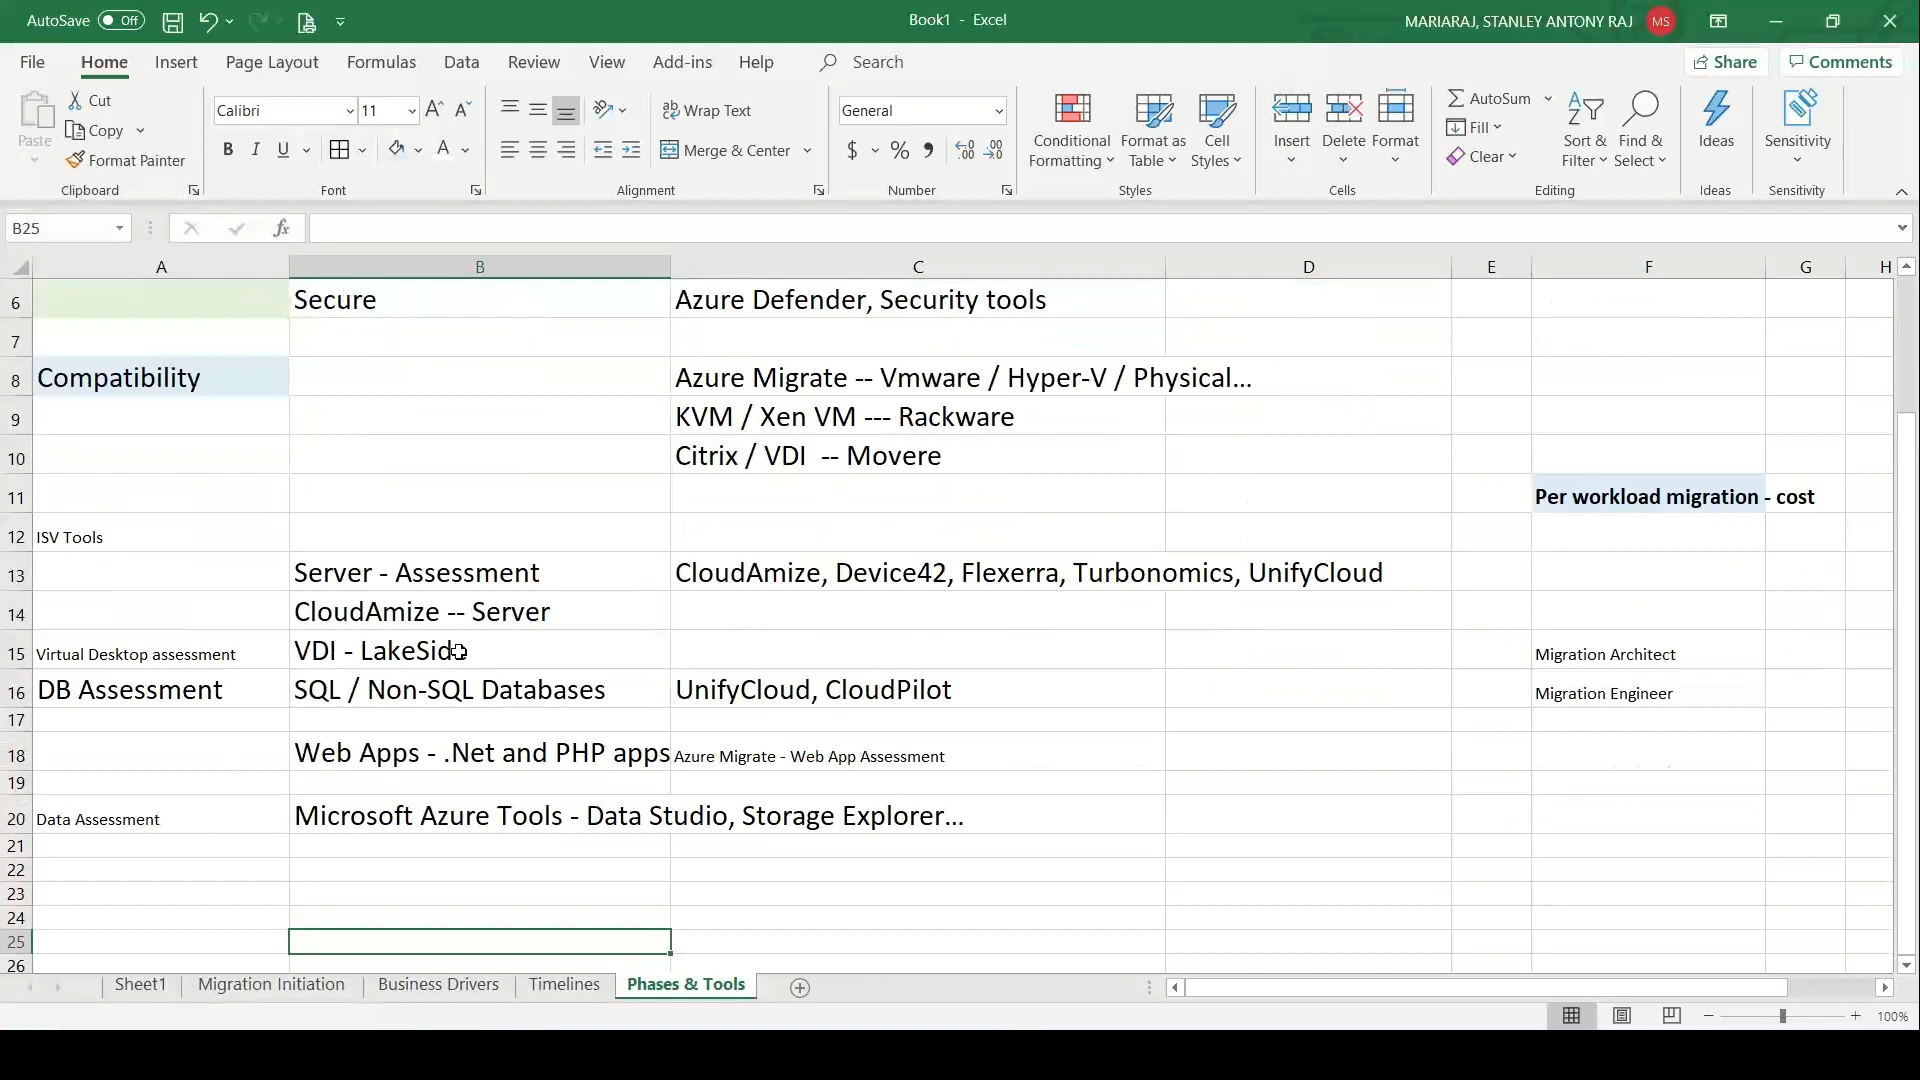 AutoSave Off Book1 - Excel MARIARAJ, STANLEY ANTONY RAJ MS
File Home Insert Page Layout Formulas Data Review View Add-ins Help Search Share Comments
Paste Cut Copy Format Painter Clipboard
Calibri 11 B I U A Font
Wrap Text Merge & Center Alignment
General $ % Number
Conditional Formatting Format as Table Cell Styles Styles
Insert Delete Format Cells
AutoSum Fill Clear Sort & Filter Find & Select Editing
Ideas Ideas
Sensitivity Sensitivity
B25 fx
A B C D E F G H
6 Secure Azure Defender, Security tools
7
8 Compatibility Azure Migrate -- Vmware / Hyper-V / Physical...
9 KVM / Xen VM --- Rackware
10 Citrix / VDI -- Movere
11 Per workload migration - cost
12 ISV Tools
13 Server - Assessment CloudAmize, Device42, Flexerra, Turbonomics, UnifyCloud
14 CloudAmize -- Server
15 Virtual Desktop assessment VDI - LakeSide Migration Architect
16 DB Assessment SQL / Non-SQL Databases UnifyCloud, CloudPilot Migration Engineer
17
18 Web Apps - .Net and PHP apps Azure Migrate - Web App Assessment
19
20 Data Assessment Microsoft Azure Tools - Data Studio, Storage Explorer...
21
22
23
24
25
26
Sheet1 Migration Initiation Business Drivers Timelines Phases & Tools
100%